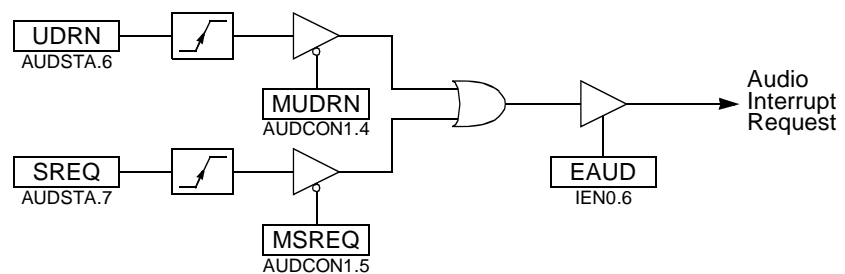 UDRN
AUDSTA.6
MUDRN
AUDCON1.4
Audio
Interrupt
Request
SREQ
AUDSTA.7
EAUD
IEN0.6
MSREQ
AUDCON1.5